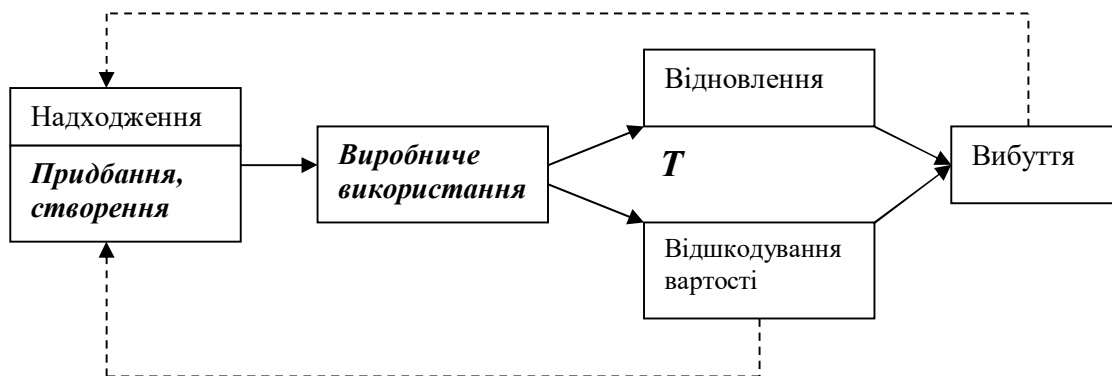 Надходження
Придбання,
створення
Виробниче
використання
Відновлення
Т
Відшкодування
вартості
Вибуття